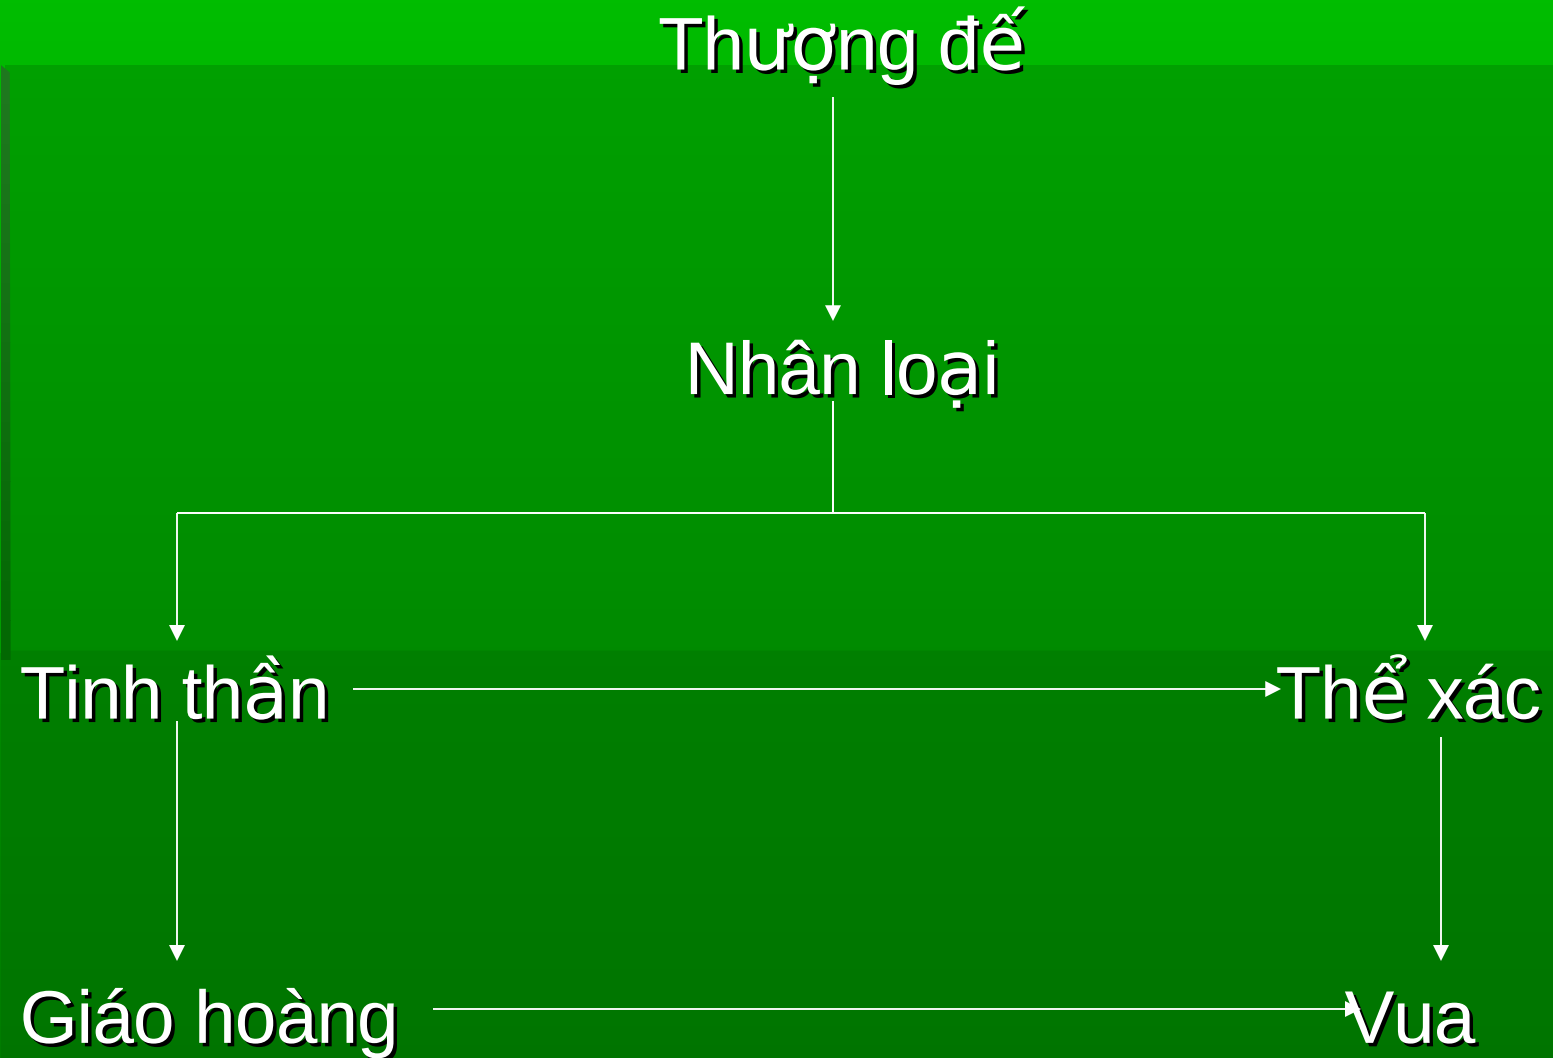 Thượng đế
Nhân loại
Tinh thần
Thể xác
Giáo hoàng
Vua